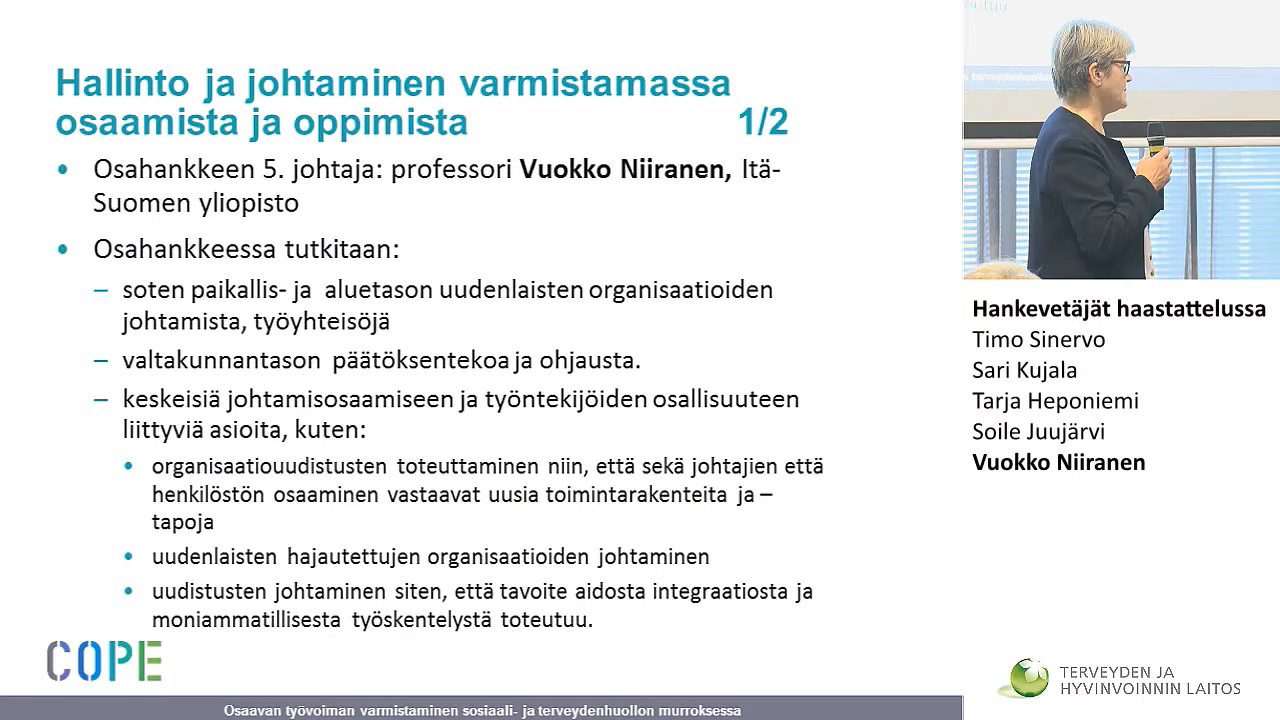 Hallinto ja johtaminen varmistamassa
osaamista ja oppimista 1/2
• Osahankkeen 5. johtaja: professori Vuokko Niiranen, Itä-
Suomen yliopisto
• Osahankkeessa tutkitaan:
– soten paikallis- ja aluetason uudenlaisten organisaatioiden
johtamista, työyhteisöjä
– valtakunnantason päätöksentekoa ja ohjausta.
– keskeisiä johtamisosaamiseen ja työntekijöiden osallisuuteen
liittyviä asioita, kuten:
• organisaatiouudistusten toteuttaminen niin, että sekä johtajien että
henkilöstön osaaminen vastaavat uusia toimintarakenteita ja –
tapoja
• uudenlaisten hajautettujen organisaatioiden johtaminen
• uudistusten johtaminen siten, että tavoite aidosta integraatiosta ja
moniammatillisesta työskentelystä toteutuu.
COPE
Osaavan työvoiman varmistaminen sosiaali- ja terveydenhuollon murroksessa
Hankevetäjät haastattelussa
Timo Sinervo
Sari Kujala
Tarja Heponiemi
Soile Juujärvi
Vuokko Niiranen
TERVEYDEN JA
HYVINVOINNIN LAITOS